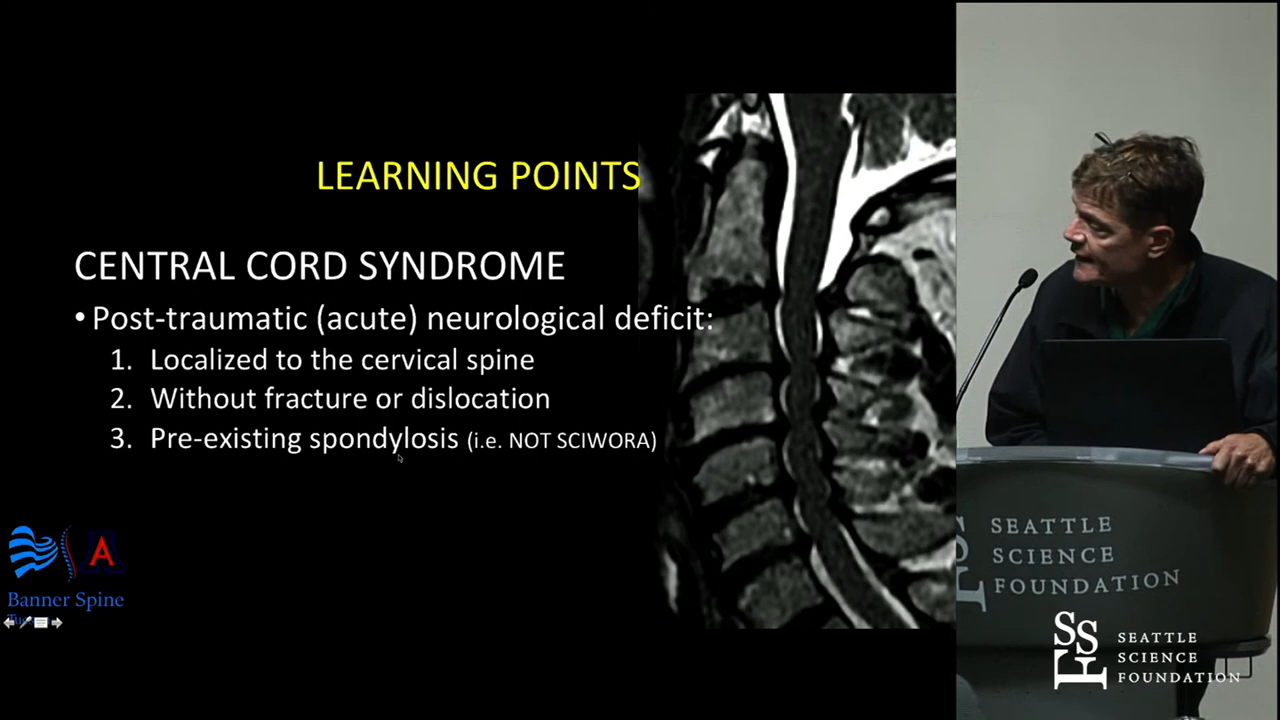 LEARNING POINTS
CENTRAL CORD SYNDROME
• Post-traumatic (acute) neurological deficit:
1. Localized to the cervical spine
2. Without fracture or dislocation
3. Pre-existing spondylosis (i.e. NOT SCIWORA)
A
Banner Spine
SEATTLE
SCIENCE
FOUNDATION
SSF
SEATTLE
SCIENCE
FOUNDATION